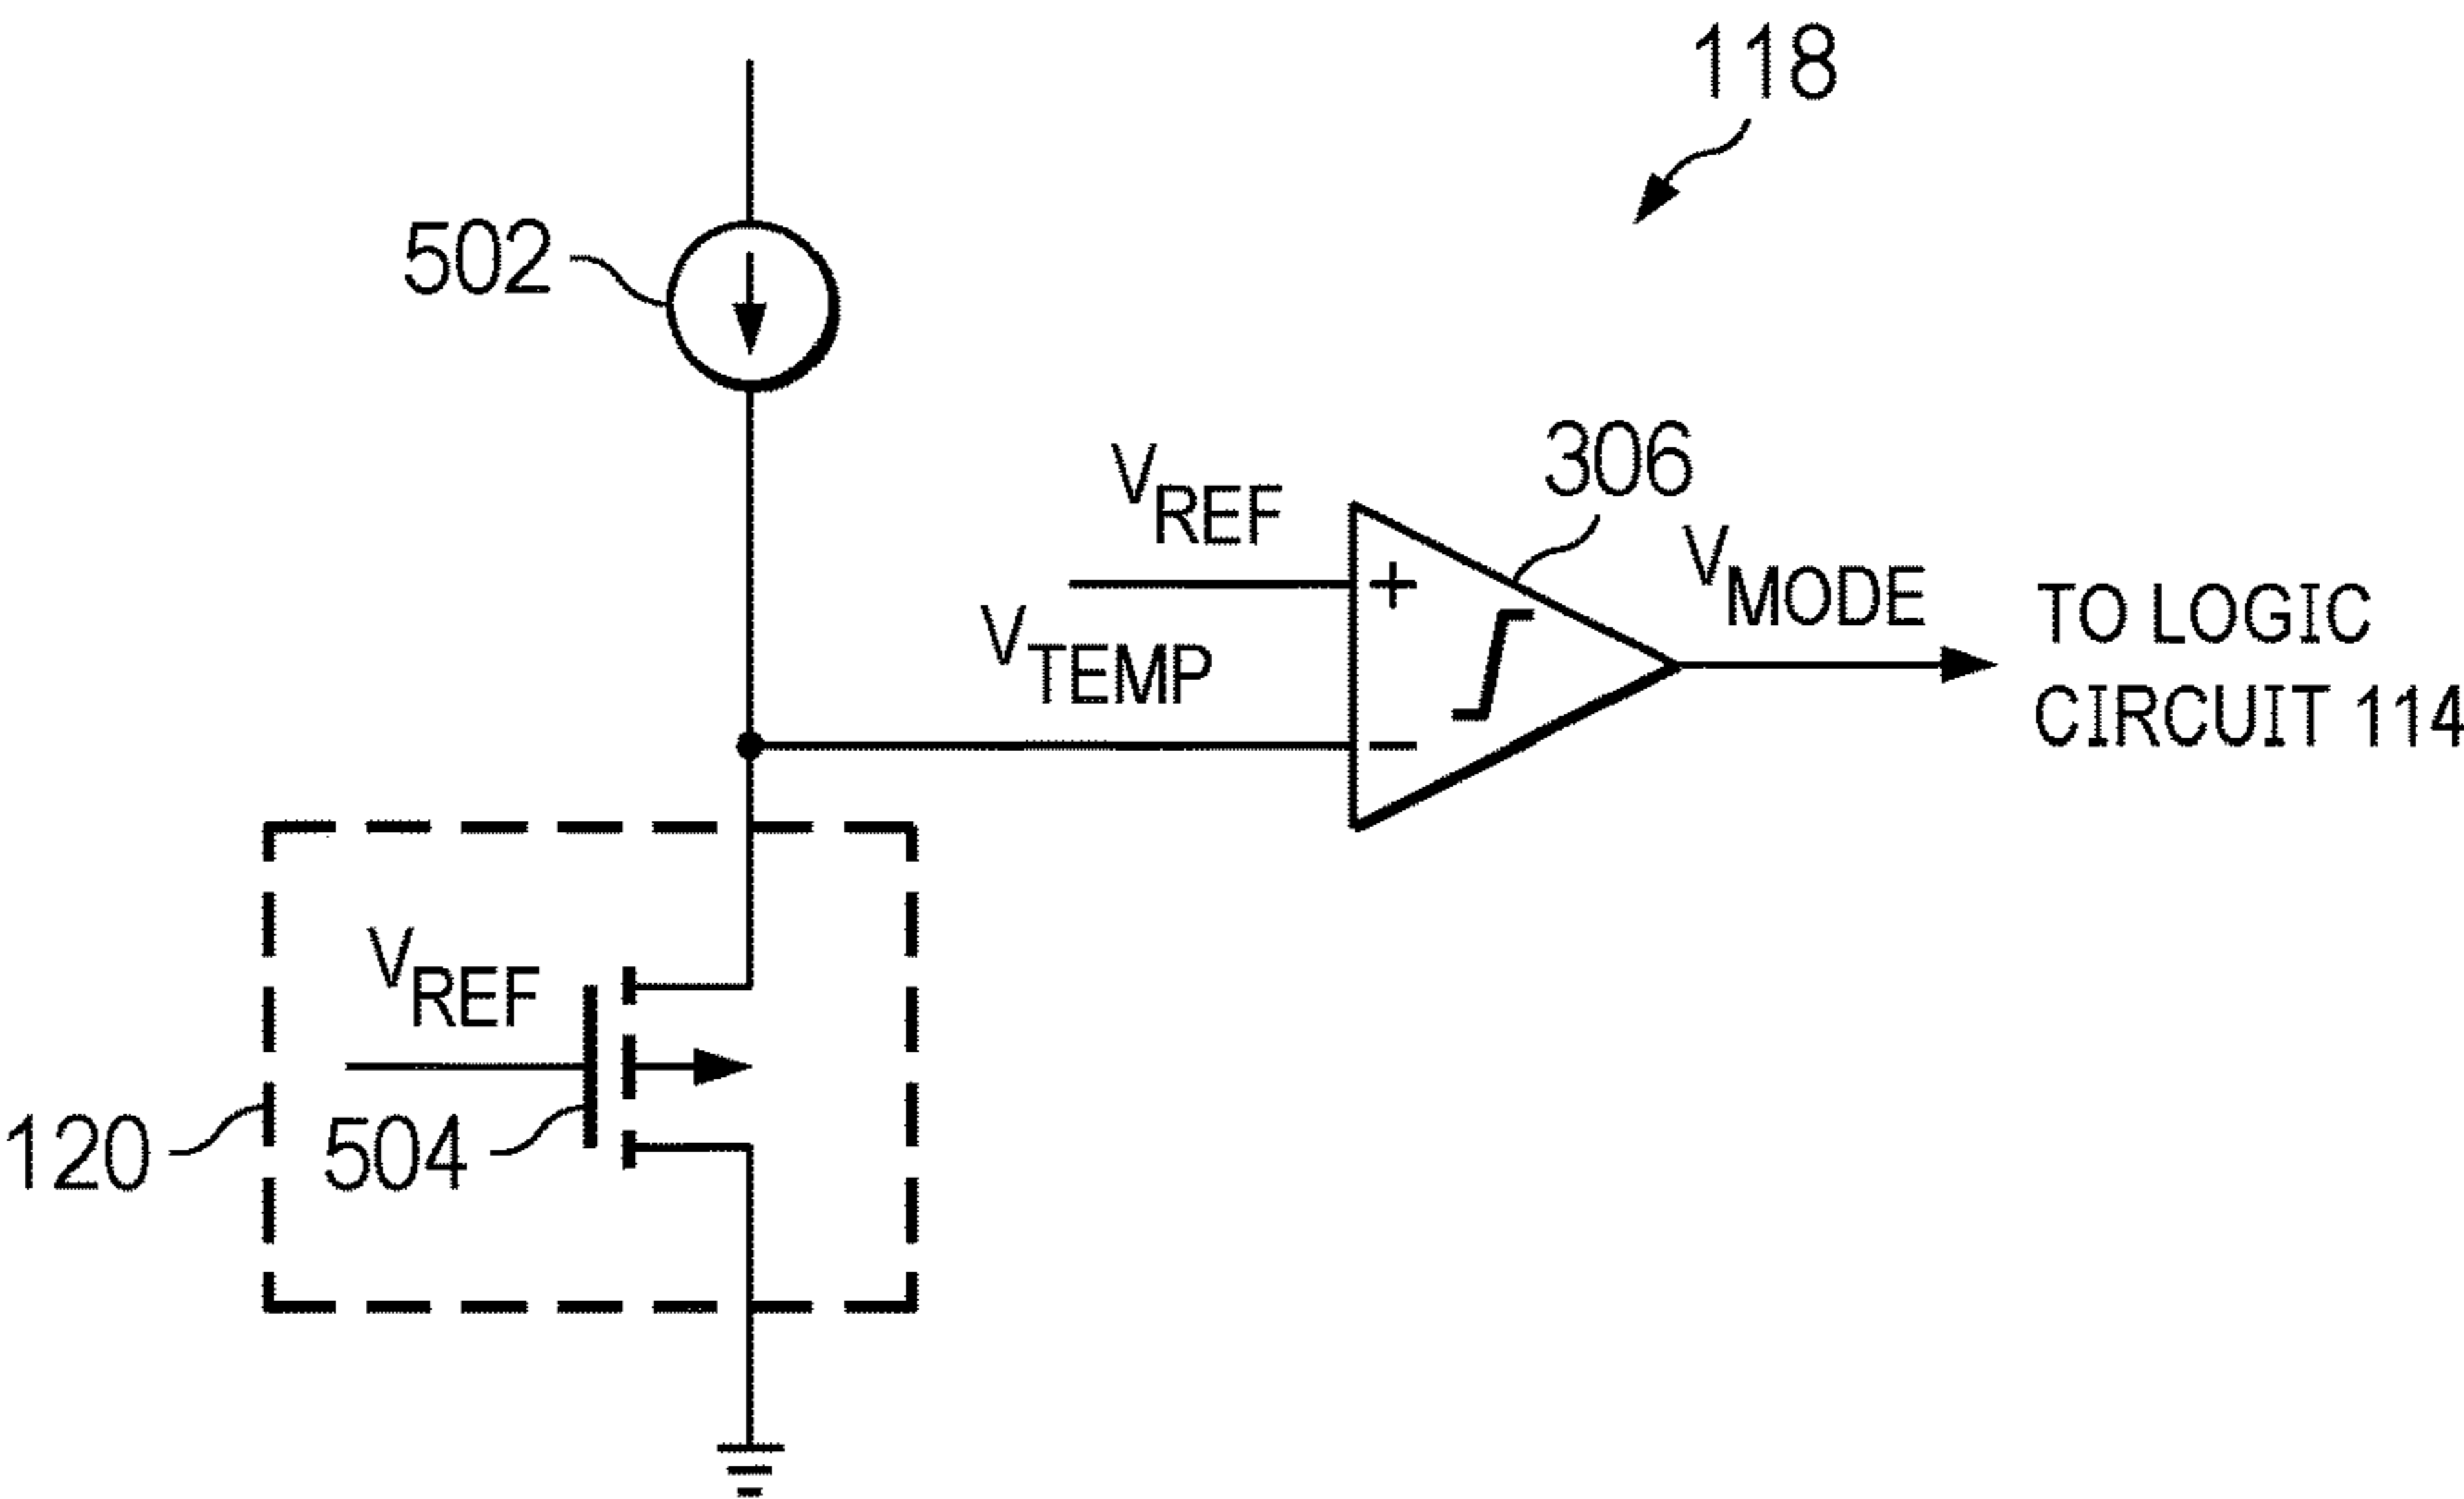 118
502
306
VREF
VMODE
TO LOGIC
CIRCUIT 114
VTEMP
+
−
VREF
120
504